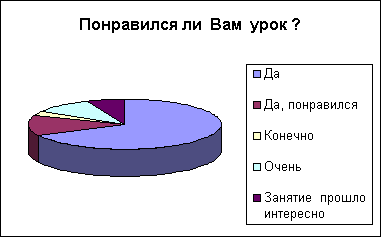 Понравился ли Вам урок ?
Да
Да, понравился
Конечно
Очень
Занятие прошло
интересно